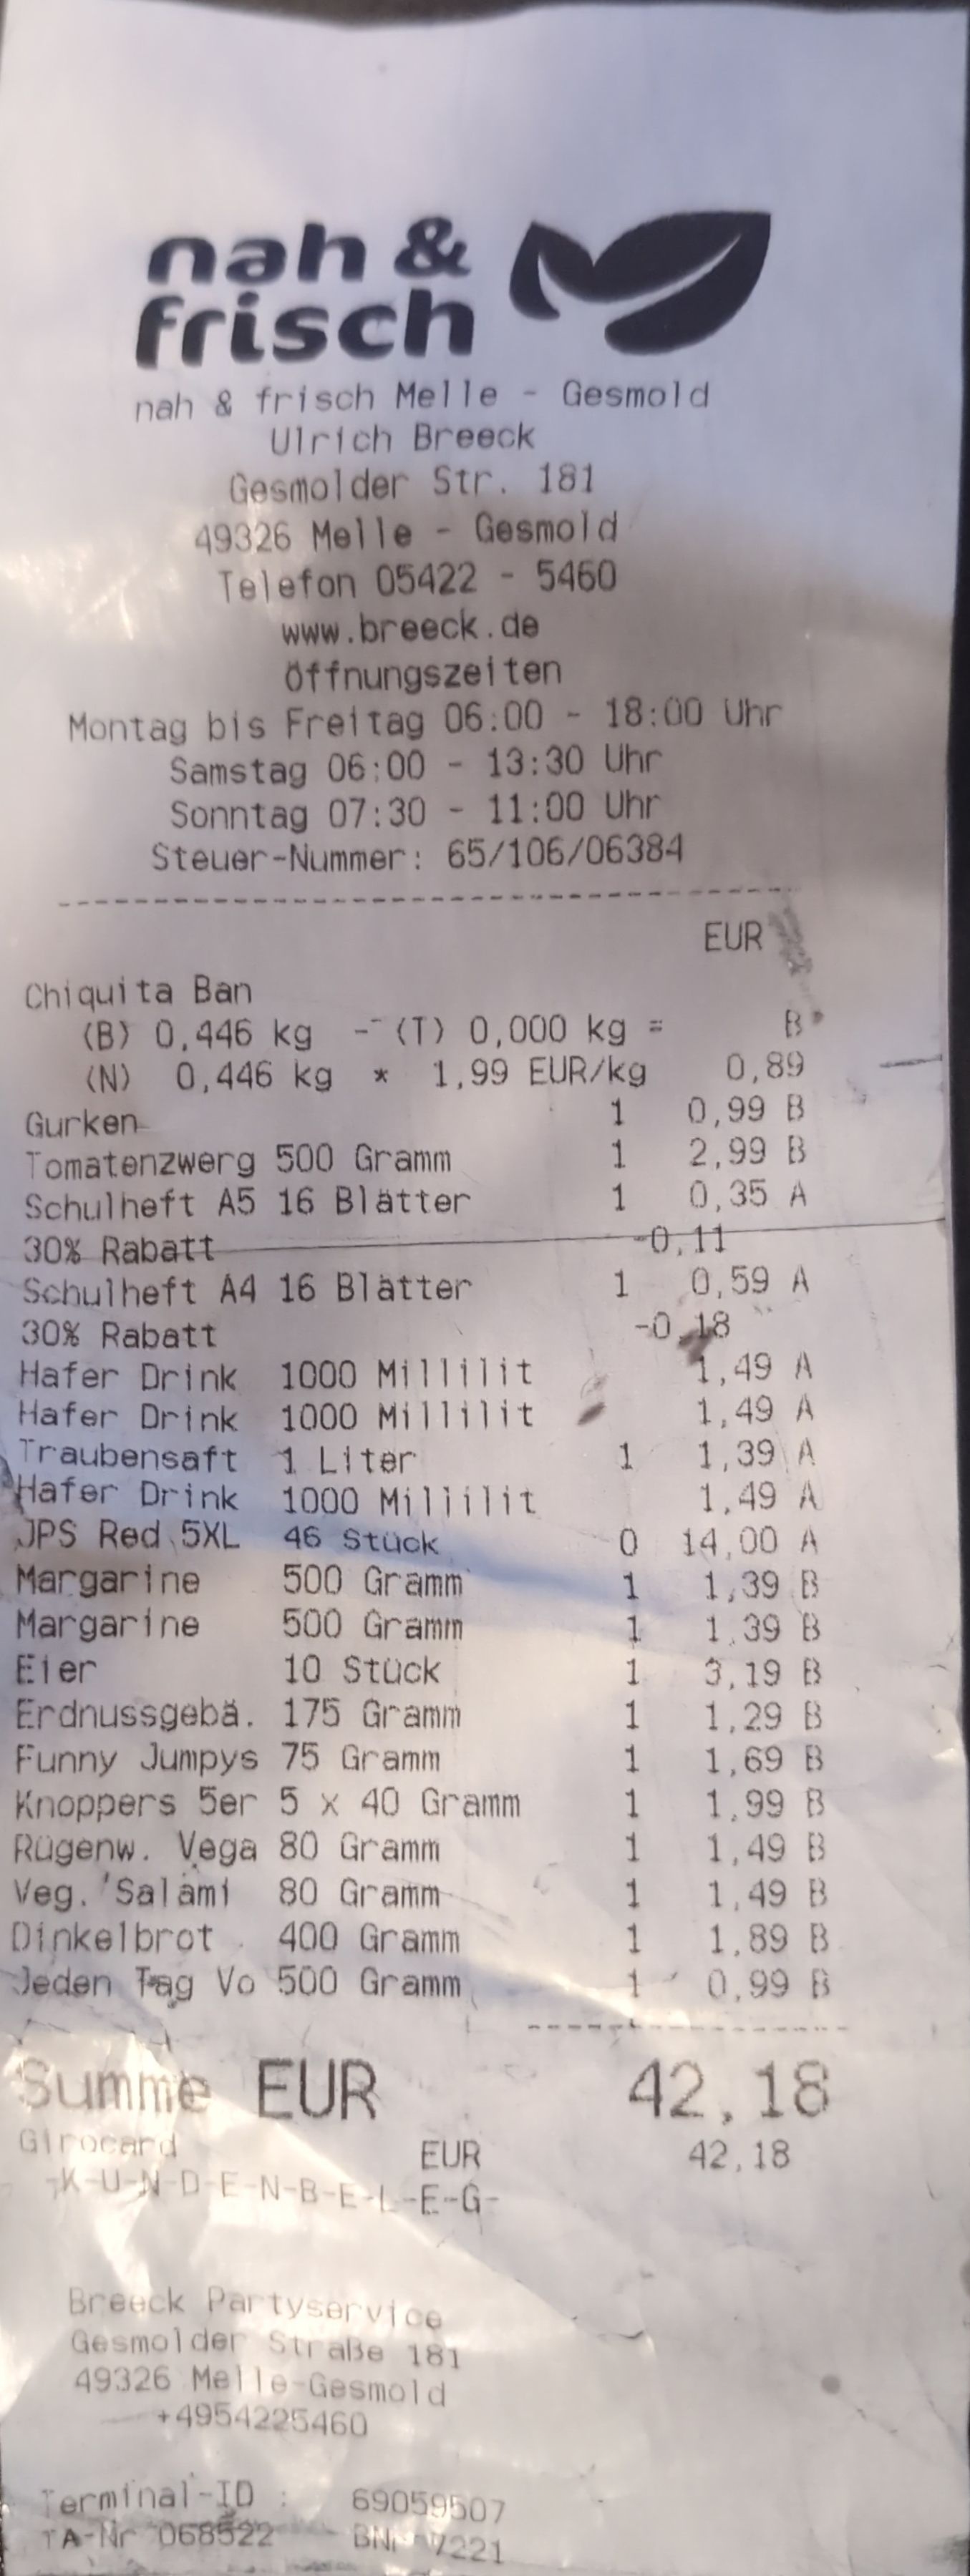 nah &
frisch
nah & frisch Melle - Gesmold
Ulrich Breeck
Gesmolder Str. 181
49326 Melle - Gesmold
Telefon 05422 - 5460
www.breeck.de
Öffnungszeiten
Montag bis Freitag 06:00 - 18:00 Uhr
Samstag 06:00 - 13:30 Uhr
Sonntag 07:30 - 11:00 Uhr
Steuer-Nummer: 65/106/06384
EUR
Chiquita Ban
(B) 0,446 kg - (T) 0,000 kg = B
(N) 0,446 kg * 1,99 EUR/kg 0,89
Gurken 1 0,99 B
Tomatenzwerg 500 Gramm 1 2,99 B
Schulheft A5 16 Blätter 1 0,35 A
30% Rabatt -0,11
Schulheft A4 16 Blätter 1 0,59 A
30% Rabatt -0,18
Hafer Drink 1000 Millilit 1,49 A
Hafer Drink 1000 Millilit 1,49 A
Traubensaft 1 Liter 1 1,39 A
Hafer Drink 1000 Millilit 1,49 A
JPS Red 5XL 46 Stück 0 14,00 A
Margarine 500 Gramm 1 1,39 B
Margarine 500 Gramm 1 1,39 B
Eier 10 Stück 1 3,19 B
Erdnussgebä. 175 Gramm 1 1,29 B
Funny Jumpys 75 Gramm 1 1,69 B
Knoppers 5er 5 x 40 Gramm 1 1,99 B
Rügenw. Vega 80 Gramm 1 1,49 B
Veg. Salami 80 Gramm 1 1,49 B
Dinkelbrot 400 Gramm 1 1,89 B
Jeden Tag Vo 500 Gramm 1 0,99 B
Summe EUR 42,18
Girocard EUR 42,18
-K-U-N-D-E-N-B-E-L-E-G-
Breeck Partyservice
Gesmolder Straße 181
49326 Melle-Gesmold
+4954225460
Terminal-ID : 69059507
TA-Nr 068522 BNr 7221